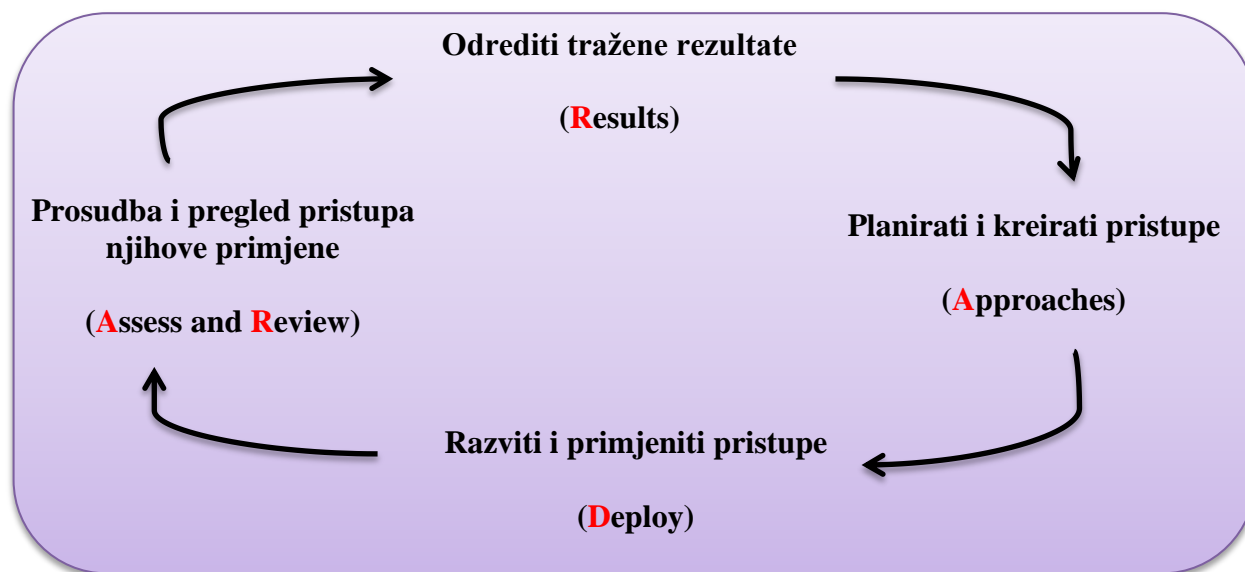 Odrediti tražene rezultate
(Results)
Planirati i kreirati pristupe
(Approaches)
Razviti i primjeniti pristupe
(Deploy)
Prosudba i pregled pristupa
njihove primjene
(Assess and Review)